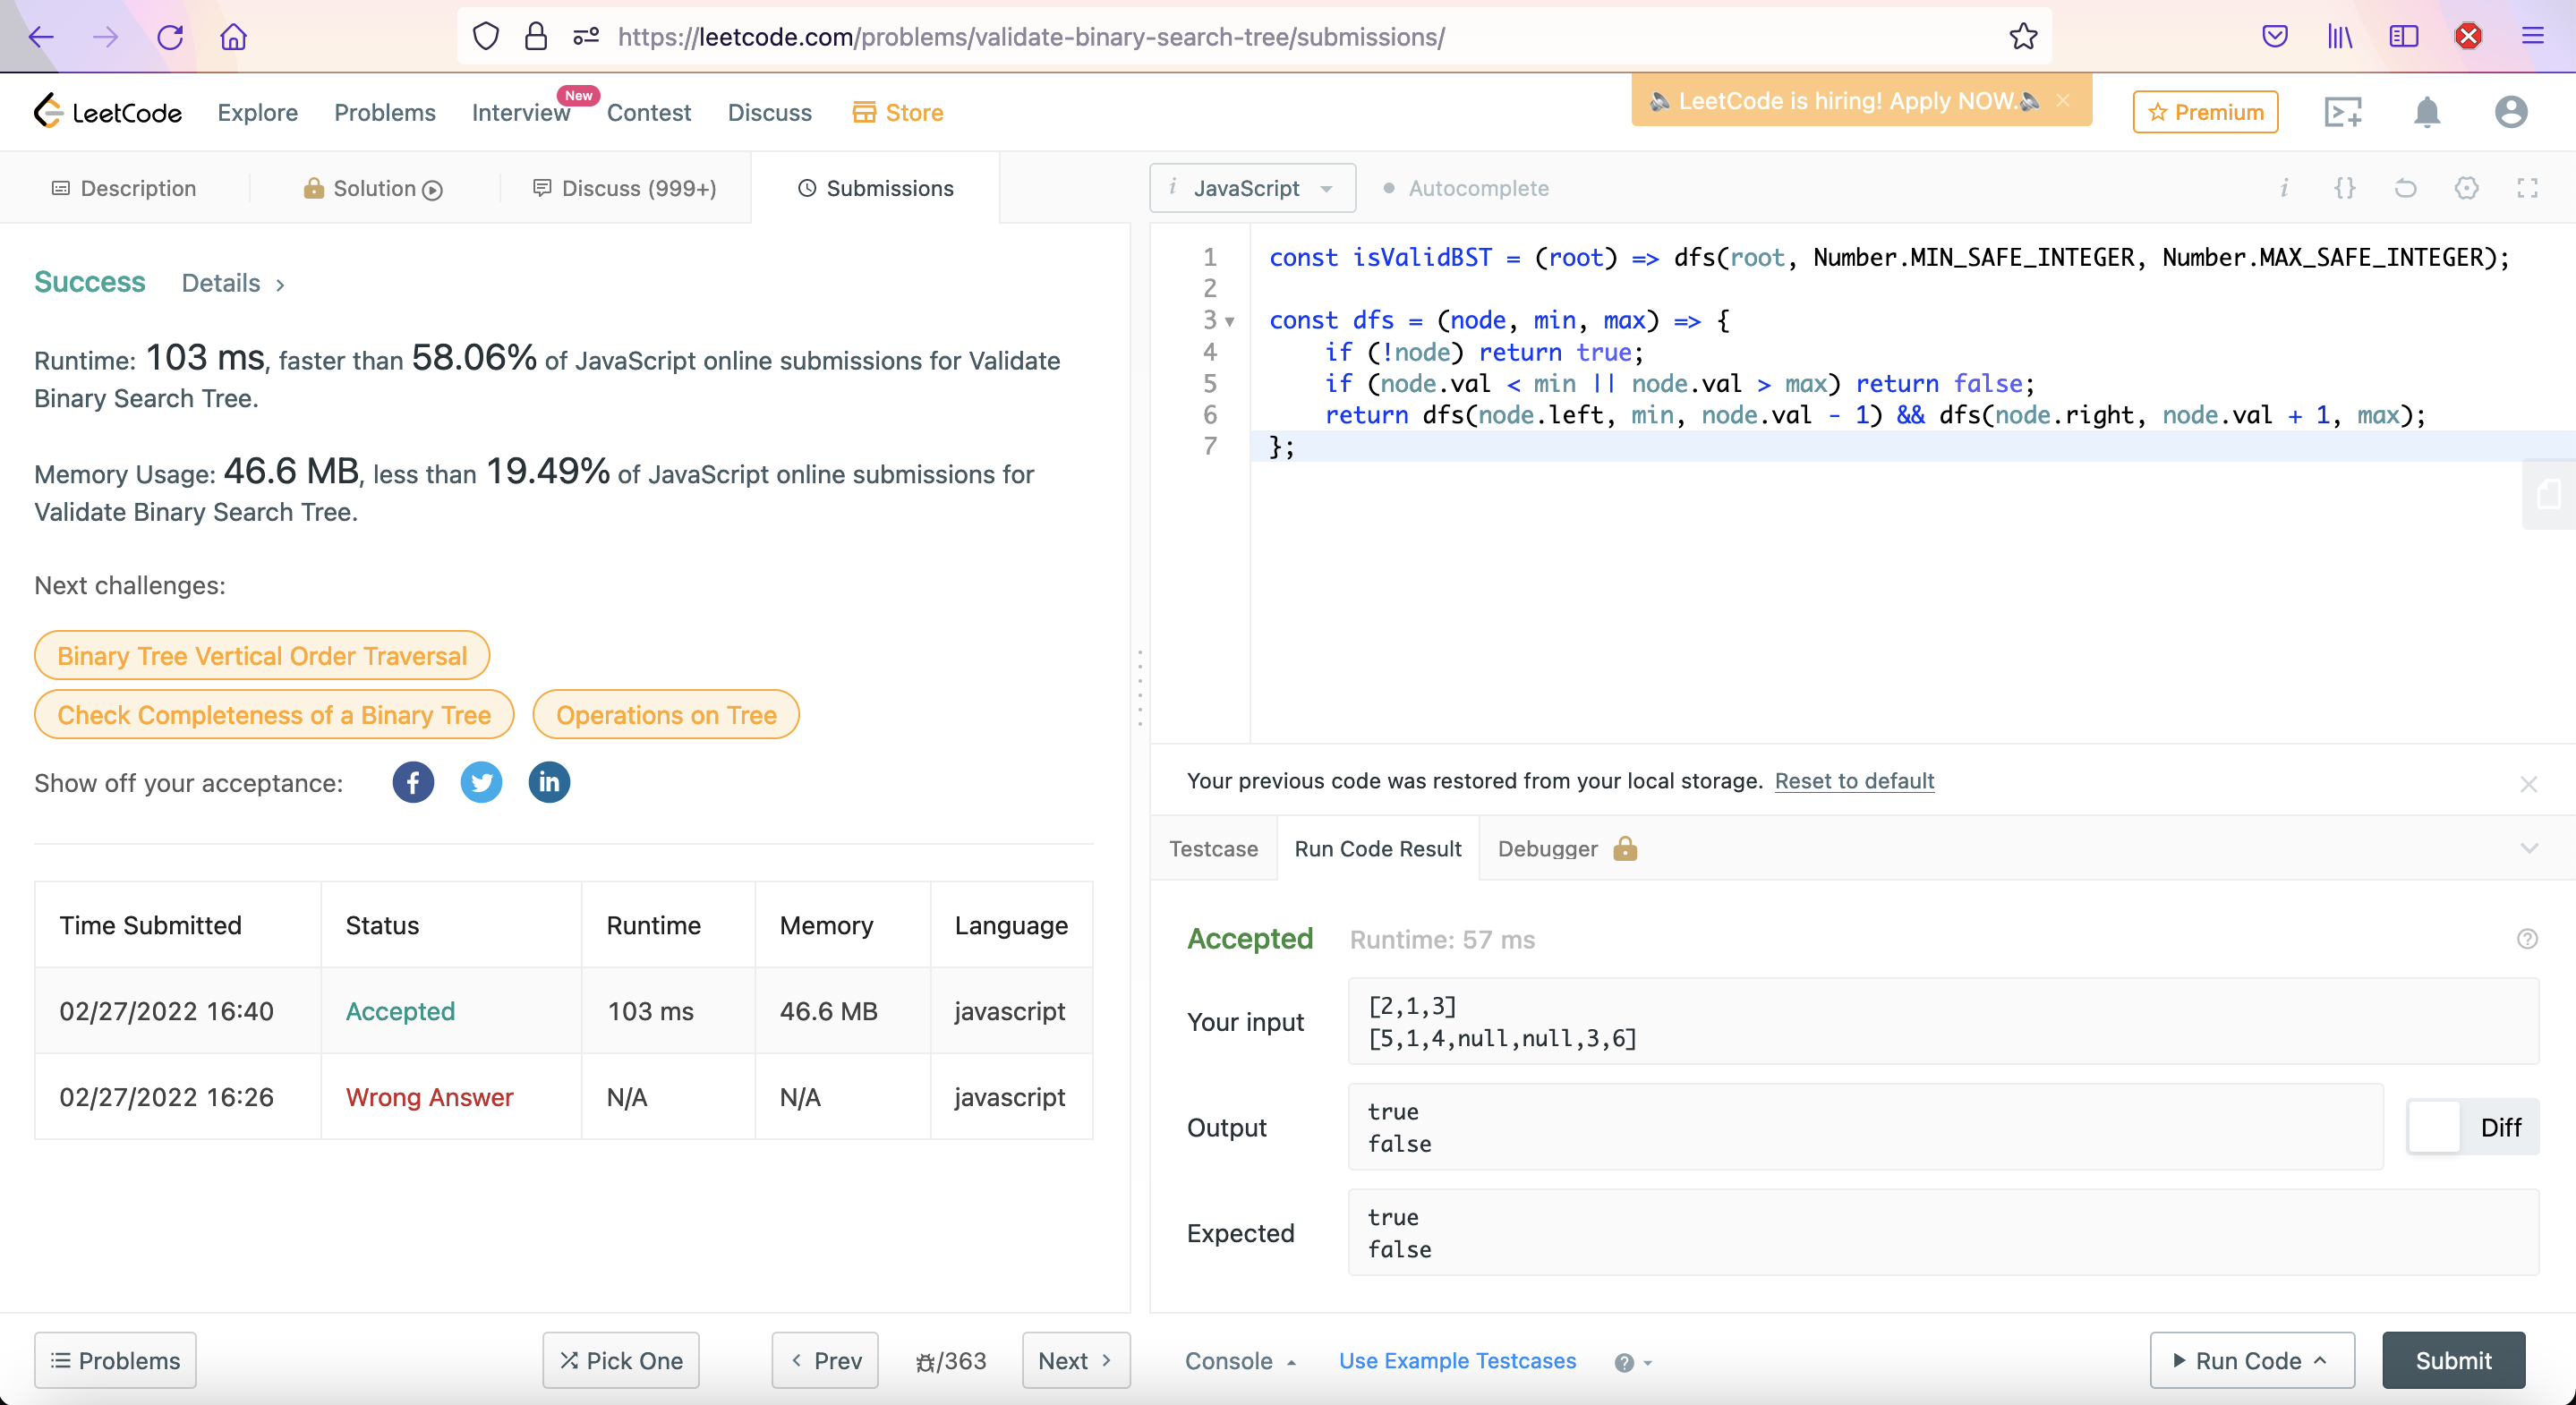 https://leetcode.com/problems/validate-binary-search-tree/submissions/
LeetCode Explore Problems Interview New Contest Discuss Store
LeetCode is hiring! Apply NOW.
Premium
Description Solution Discuss (999+) Submissions
JavaScript Autocomplete
Success Details
Runtime: 103 ms, faster than 58.06% of JavaScript online submissions for Validate
Binary Search Tree.
Memory Usage: 46.6 MB, less than 19.49% of JavaScript online submissions for
Validate Binary Search Tree.
Next challenges:
Binary Tree Vertical Order Traversal
Check Completeness of a Binary Tree Operations on Tree
Show off your acceptance:
Time Submitted Status Runtime Memory Language
02/27/2022 16:40 Accepted 103 ms 46.6 MB javascript
02/27/2022 16:26 Wrong Answer N/A N/A javascript
1 const isValidBST = (root) => dfs(root, Number.MIN_SAFE_INTEGER, Number.MAX_SAFE_INTEGER);
2
3 const dfs = (node, min, max) => {
4 if (!node) return true;
5 if (node.val < min || node.val > max) return false;
6 return dfs(node.left, min, node.val - 1) && dfs(node.right, node.val + 1, max);
7 };
Your previous code was restored from your local storage. Reset to default
Testcase Run Code Result Debugger
Accepted Runtime: 57 ms
Your input
[2,1,3]
[5,1,4,null,null,3,6]
Output
true
false
Diff
Expected
true
false
Problems Pick One < Prev /363 Next >
Console Use Example Testcases Run Code Submit